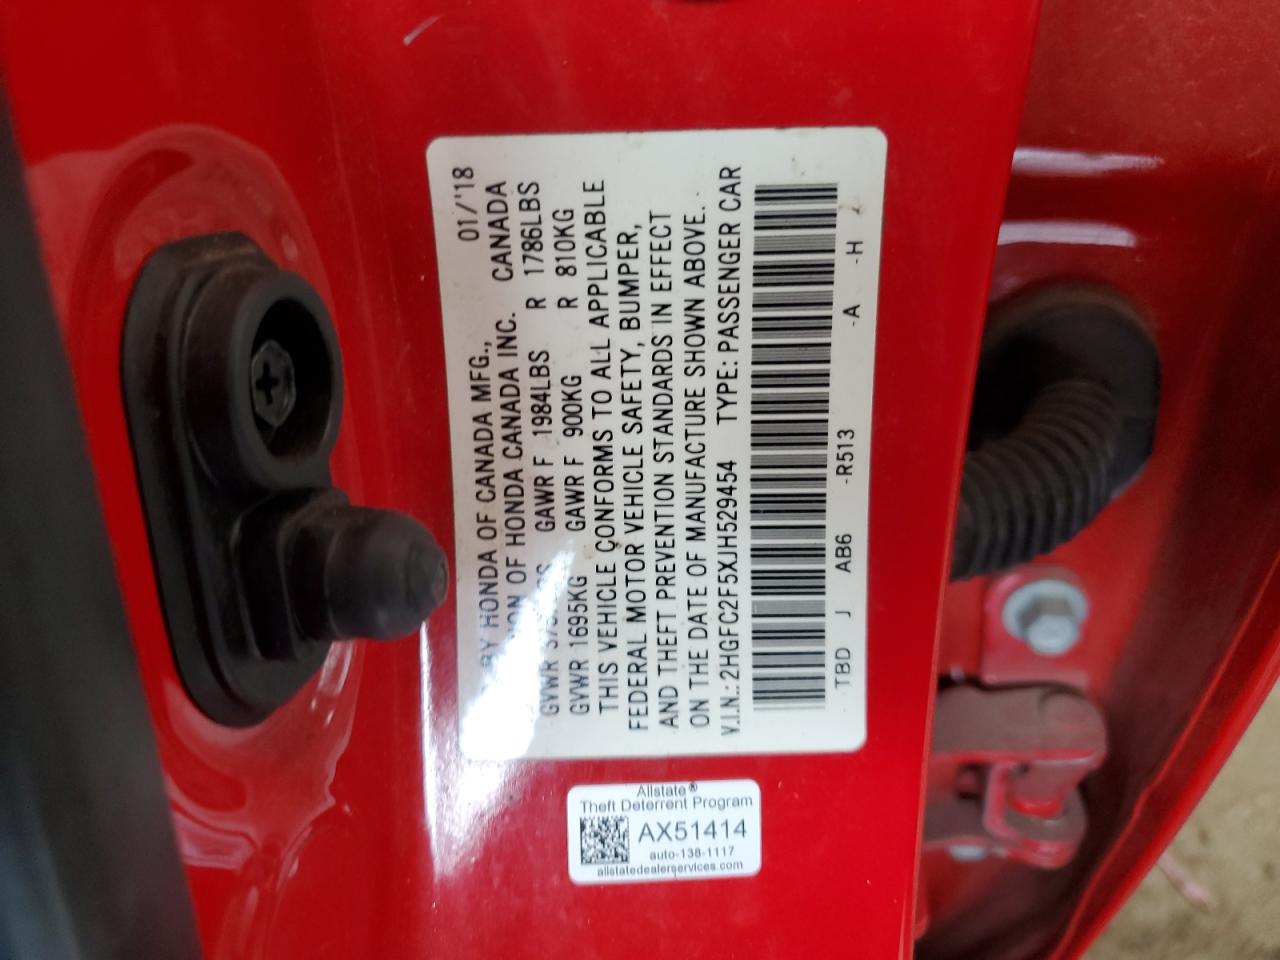 01/'18
BY HONDA OF CANADA MFG.,
OF HONDA CANADA INC. CANADA
GVWR GAWR F 1984LBS R 1786LBS
GVWR 1695KG GAWR F 900KG R 810KG
THIS VEHICLE CONFORMS TO ALL APPLICABLE
FEDERAL MOTOR VEHICLE SAFETY, BUMPER,
AND THEFT PREVENTION STANDARDS IN EFFECT
ON THE DATE OF MANUFACTURE SHOWN ABOVE.
V.I.N.: 2HGFC2F5XJH529454 TYPE: PASSENGER CAR
TBD J AB6 -R513 -A -H
Allstate®
Theft Deterrent Program
AX51414
auto-138-1117
allstatedealerservices.com